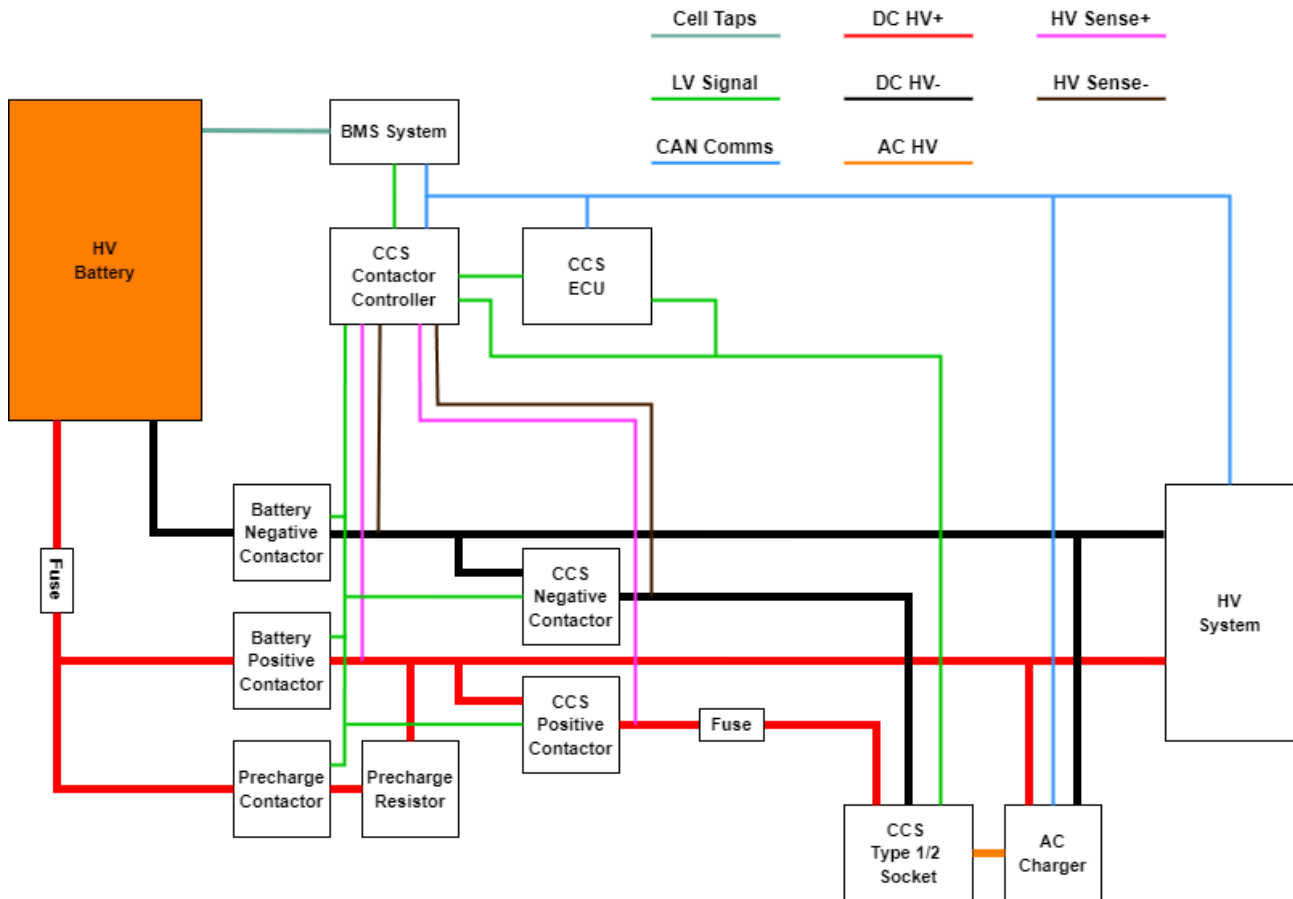 Cell Taps
DC HV+
HV Sense+
LV Signal
DC HV-
HV Sense-
CAN Comms
AC HV
BMS System
HV
Battery
CCS
Contactor
Controller
CCS
ECU
Battery
Negative
Contactor
Fuse
CCS
Negative
Contactor
HV
System
Battery
Positive
Contactor
CCS
Positive
Contactor
Fuse
Precharge
Contactor
Precharge
Resistor
CCS
Type 1/2
Socket
AC
Charger